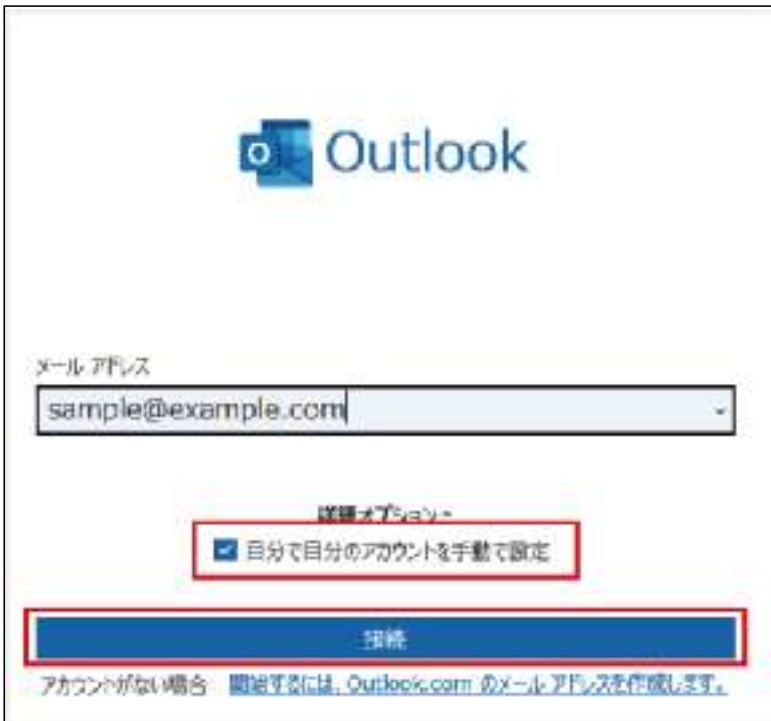 Outlook
メール アドレス
sample@example.com
詳細オプション
自分で自分のアカウントを手動で設定
接続
アカウントがない場合 開始するには、Outlook.com のメール アドレスを作成します。